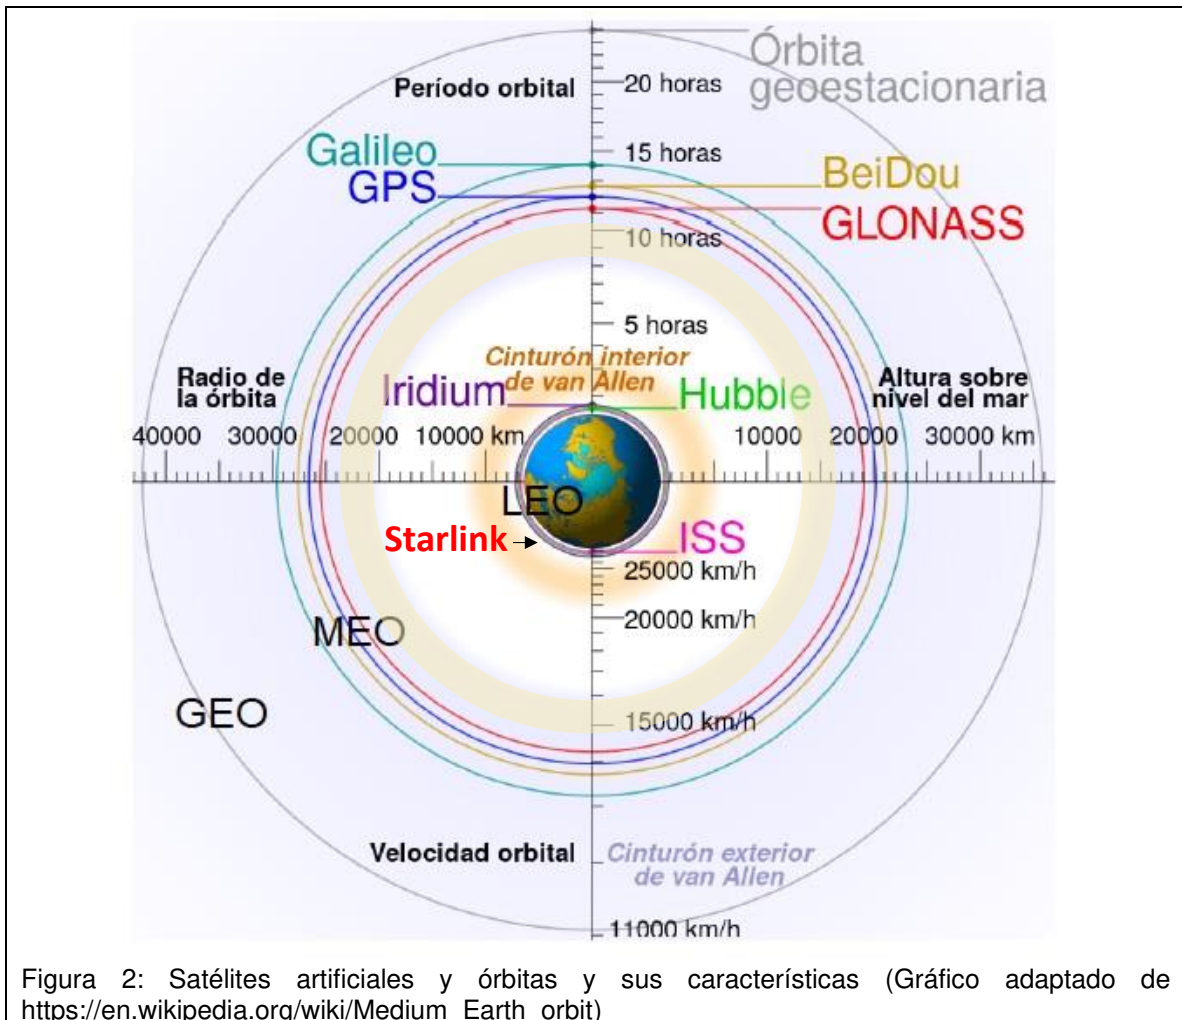 Órbita
geoestacionaria
Período orbital
20 horas
Galileo
15 horas
GPS
BeiDou
GLONASS
10 horas
5 horas
Cinturón interior
de van Allen
Radio de
la órbita
Iridium
Hubble
Altura sobre
nivel del mar
40000 30000 20000 10000 km
10000 20000 30000 km
LEO
Starlink
ISS
25000 km/h
20000 km/h
MEO
GEO
15000 km/h
Velocidad orbital
Cinturón exterior
de van Allen
11000 km/h
Figura 2: Satélites artificiales y órbitas y sus características (Gráfico adaptado de
https://en.wikipedia.org/wiki/Medium_Earth_orbit)